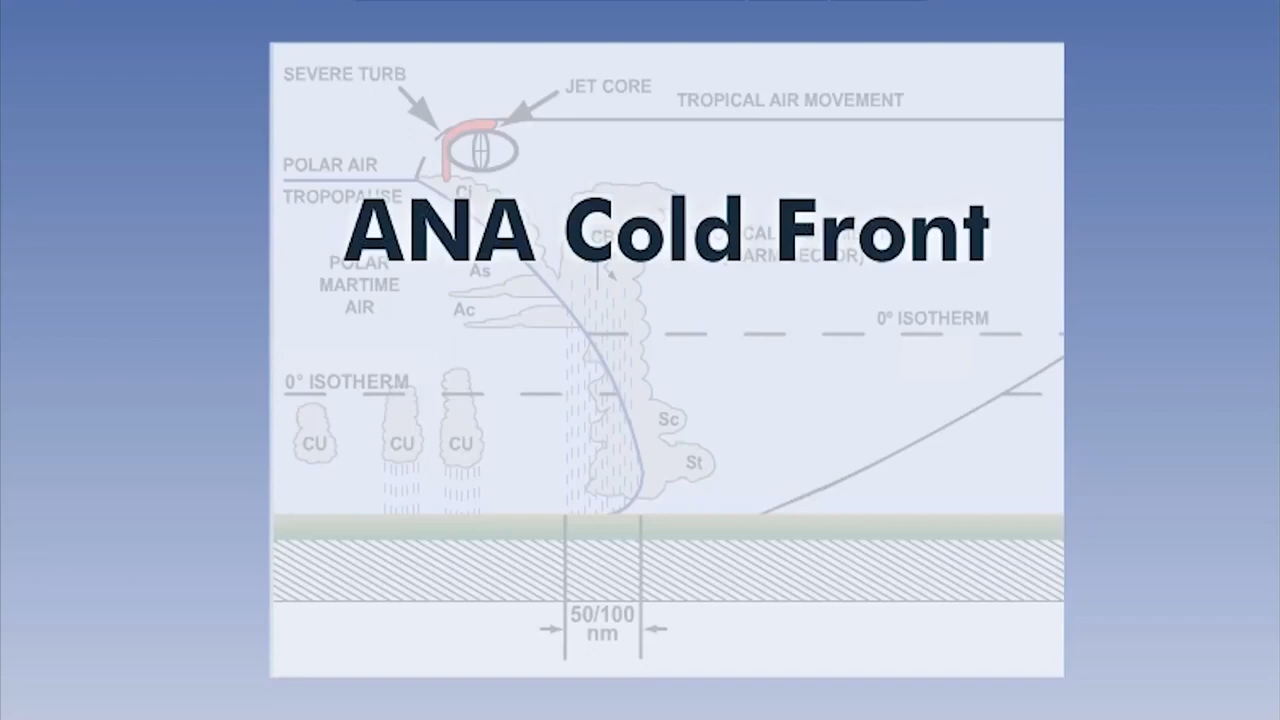 SEVERE TURB
JET CORE
TROPICAL AIR MOVEMENT
POLAR AIR
TROPOPAUSE
Ci
ANA Cold Front
CB
POLAR
MARTIME
AIR
As
Ac
0° ISOTHERM
0° ISOTHERM
CU
CU
CU
Sc
St
50/100
nm